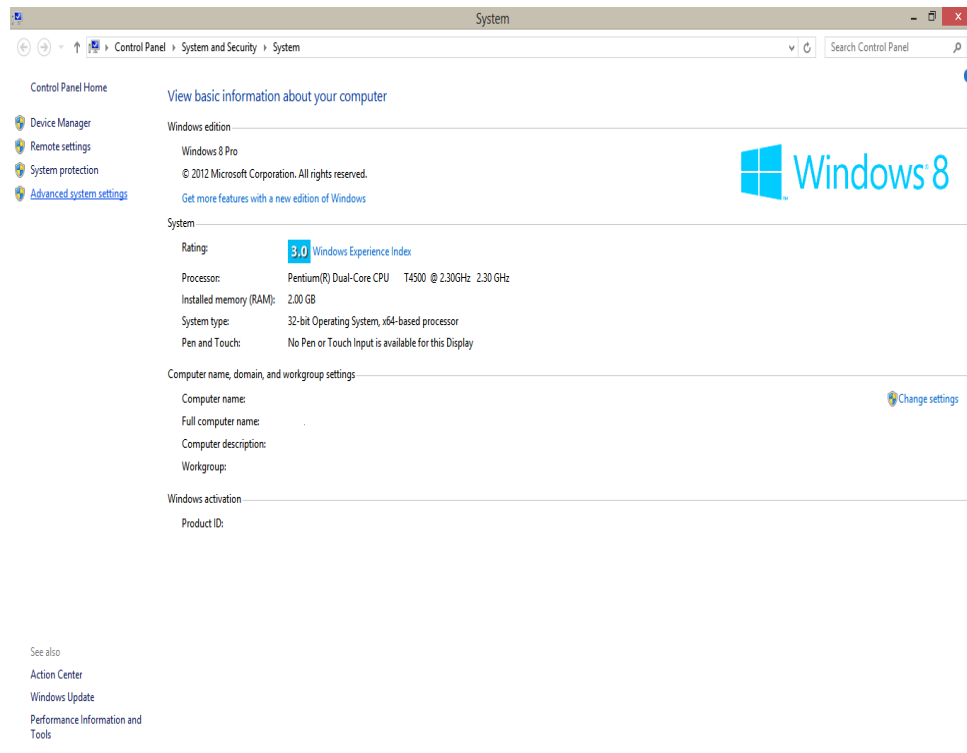 System
Control Panel System and Security System
Search Control Panel
Control Panel Home
Device Manager
Remote settings
System protection
Advanced system settings
View basic information about your computer
Windows edition
Windows 8 Pro
© 2012 Microsoft Corporation. All rights reserved.
Get more features with a new edition of Windows
Windows 8
System
Rating: 3.0 Windows Experience Index
Processor: Pentium(R) Dual-Core CPU T4500 @ 2.30GHz 2.30 GHz
Installed memory (RAM): 2.00 GB
System type: 32-bit Operating System, x64-based processor
Pen and Touch: No Pen or Touch Input is available for this Display
Computer name, domain, and workgroup settings
Computer name:
Change settings
Full computer name:
Computer description:
Workgroup:
Windows activation
Product ID:
See also
Action Center
Windows Update
Performance Information and
Tools